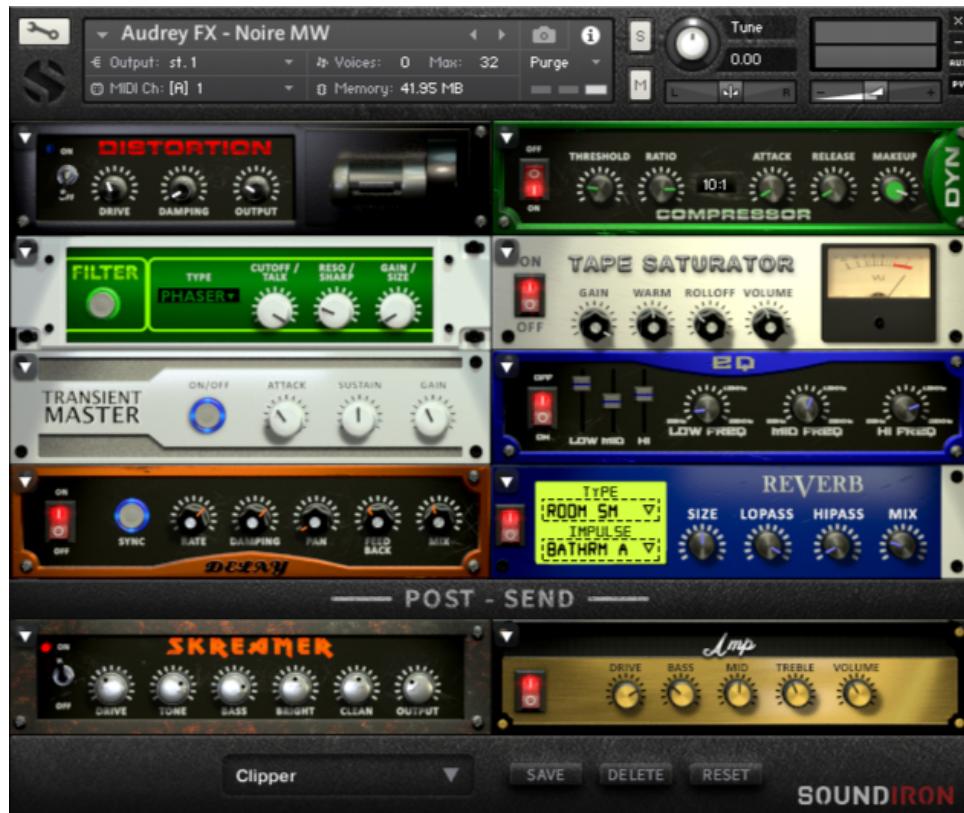 Audrey FX - Noire MW
Output: st. 1
Voices: 0 Max: 32
Purge
MIDI Ch: [A] 1
Memory: 41.95 MB
S
M
Tune
0.00
L
R
-
+
×
-
AUX
PV
DISTORTION
ON
OFF
DRIVE DAMPING OUTPUT
OFF
ON
THRESHOLD RATIO ATTACK RELEASE MAKEUP
10:1
COMPRESSOR
DYN
FILTER
TYPE
PHASER
CUTOFF / TALK
RESO / SHARP
GAIN / SIZE
ON
OFF
TAPE SATURATOR
GAIN WARM ROLLOFF VOLUME
VU
TRANSIENT
MASTER
ON/OFF ATTACK SUSTAIN GAIN
EQ
OFF
ON
LOW MID HI
LOW FREQ MID FREQ HI FREQ
ON
OFF
SYNC RATE DAMPING PAN FEED BACK MIX
DELAY
TYPE
ROOM SM
IMPULSE
BATHRM A
REVERB
SIZE LOPASS HIPASS MIX
POST - SEND
SKREAMER
ON
OFF
DRIVE TONE BASS BRIGHT CLEAN OUTPUT
Amp
DRIVE BASS MID TREBLE VOLUME
Clipper
SAVE DELETE RESET
SOUNDIRON